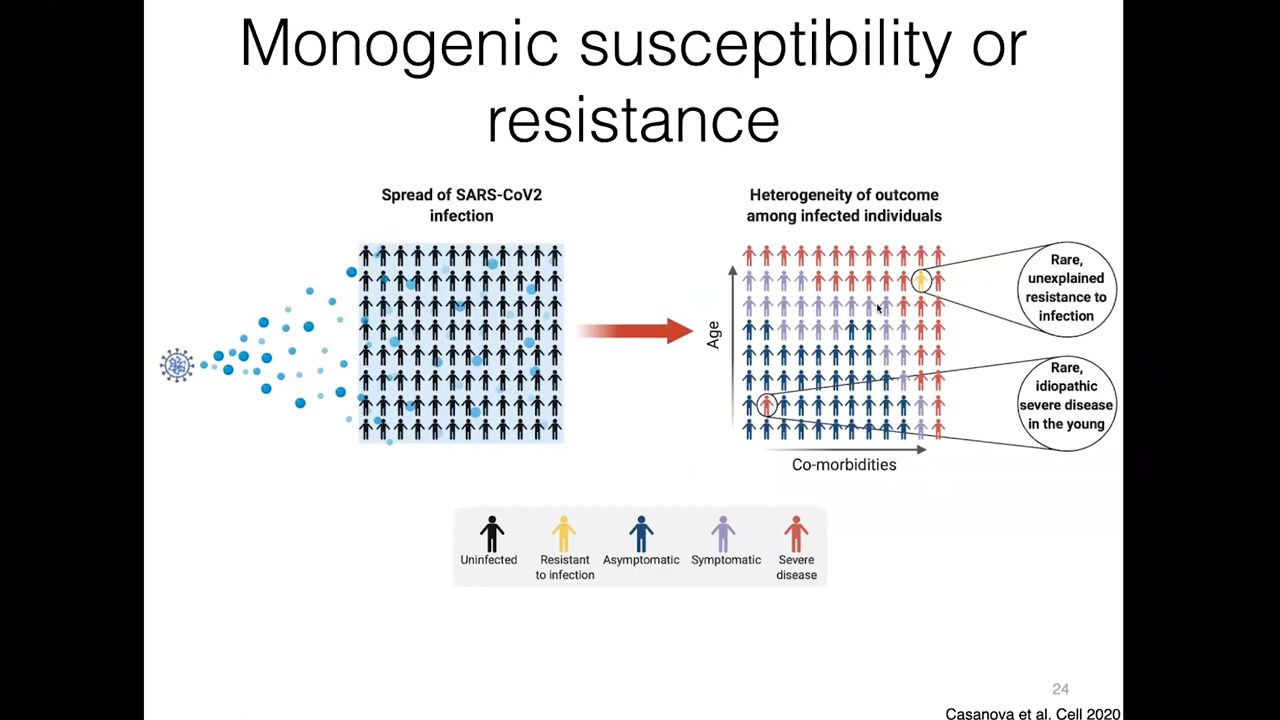 Monogenic susceptibility or
resistance
Spread of SARS-CoV2
infection
Heterogeneity of outcome
among infected individuals
Age
Co-morbidities
Rare,
unexplained
resistance to
infection
Rare,
idiopathic
severe disease
in the young
Uninfected
Resistant
to infection
Asymptomatic
Symptomatic
Severe
disease
24
Casanova et al. Cell 2020